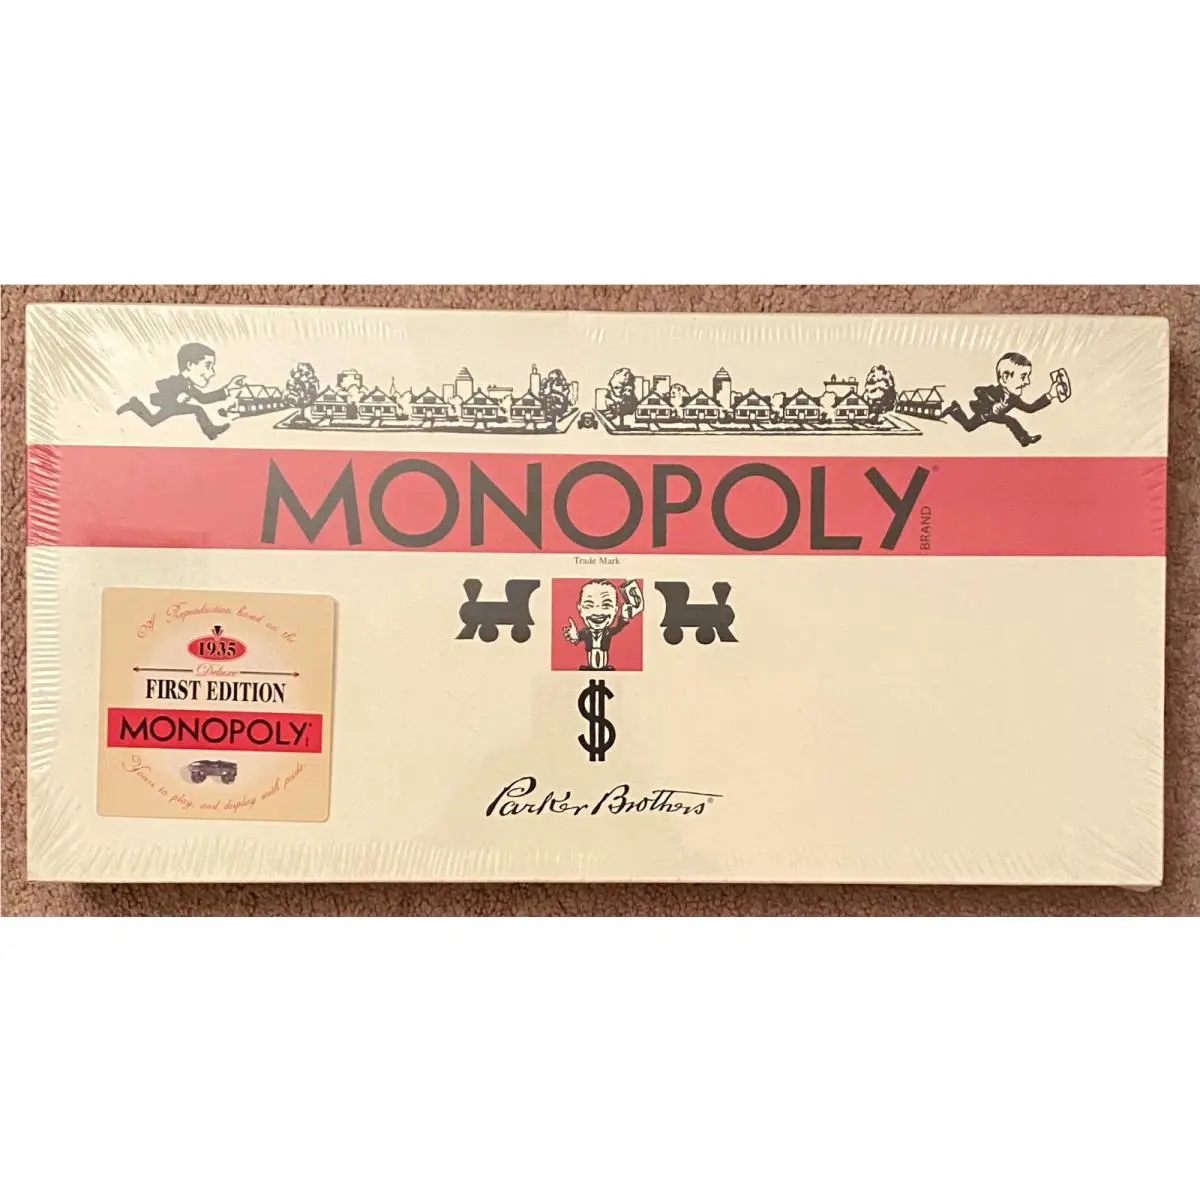 MONOPOLY®
BRAND
Trade Mark
$
$
Parker Brothers®
A Reproduction based on the
1935
Deluxe
FIRST EDITION
MONOPOLY
Yours to play, and display with pride.